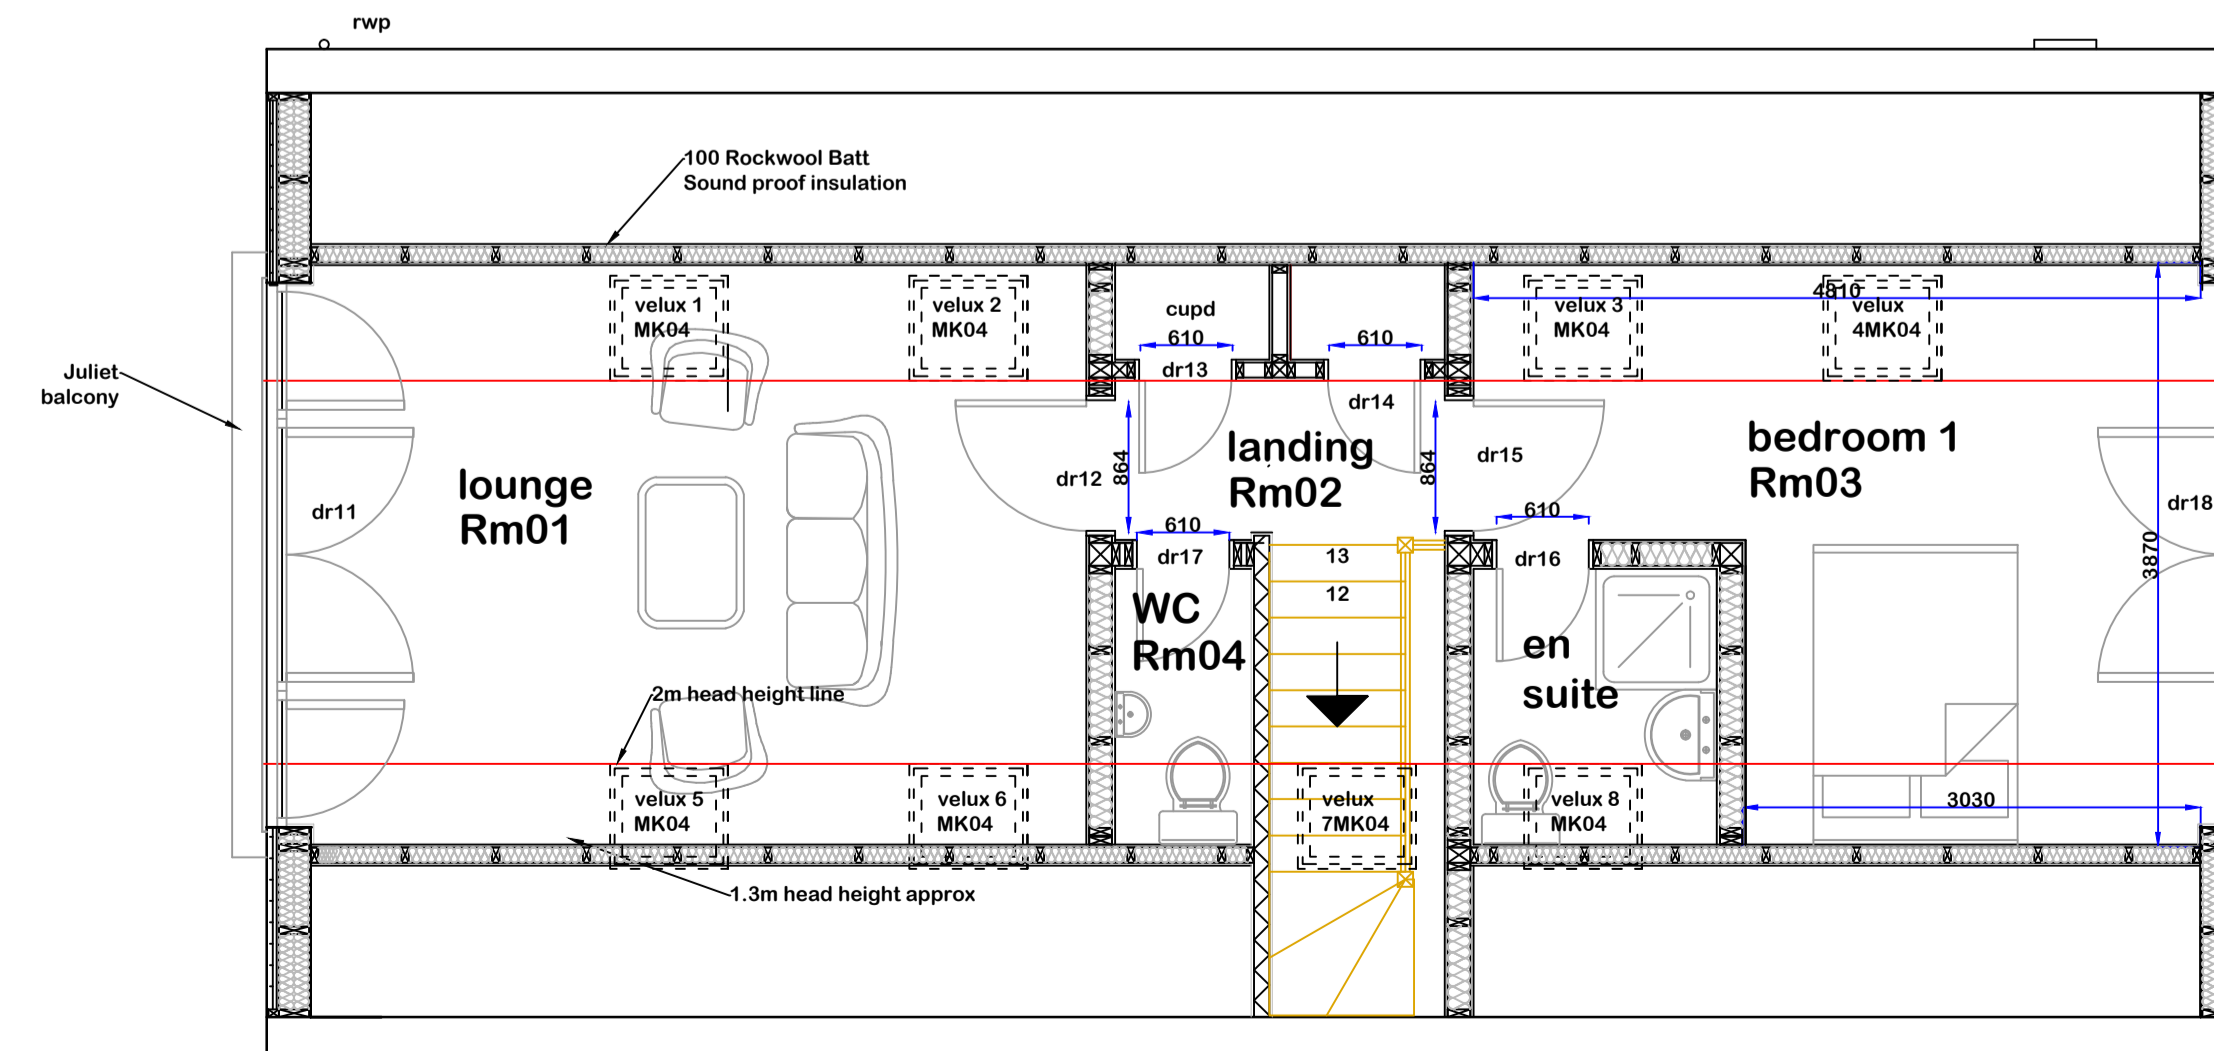 rwp
100 Rockwool Batt
Sound proof insulation
velux 1
MK04
velux 2
MK04
cupd
610
dr13
610
dr14
velux 3
MK04
4810
velux
4MK04
Juliet
balcony
dr11
lounge
Rm01
dr12
864
landing
Rm02
864
dr15
bedroom 1
Rm03
dr18
3870
610
dr17
13
12
610
dr16
WC
Rm04
en
suite
2m head height line
velux 5
MK04
velux 6
MK04
velux
7MK04
velux 8
MK04
3030
1.3m head height approx